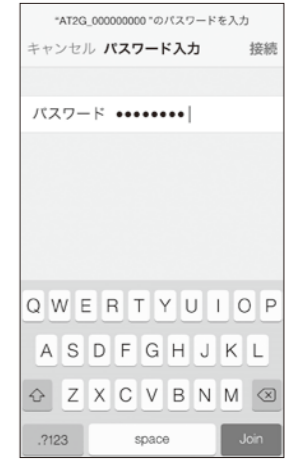 "AT2G_000000000"のパスワードを入力
キャンセル パスワード入力 接続
パスワード ●●●●●●●●
Q W E R T Y U I O P
A S D F G H J K L
Z X C V B N M
.?123 space Join